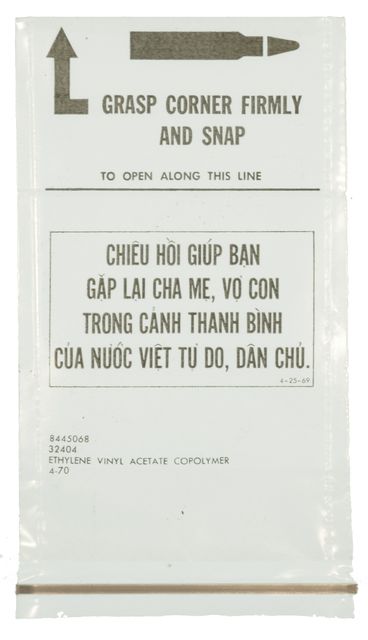 GRASP CORNER FIRMLY
AND SNAP
TO OPEN ALONG THIS LINE
CHIÊU HỒI GIÚP BẠN
GẶP LẠI CHA MẸ, VỢ CON
TRONG CẢNH THANH BÌNH
CỦA NƯỚC VIỆT TỰ DO, DÂN CHỦ.
4-25-69
8445068
32404
ETHYLENE VINYL ACETATE COPOLYMER
4-70